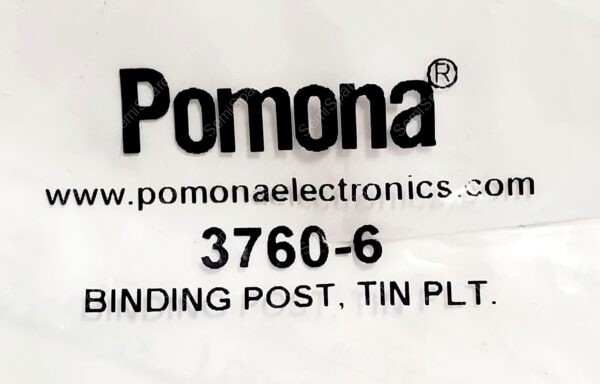 Pomona®
www.pomonaelectronics.com
3760-6
BINDING POST, TIN PLT.